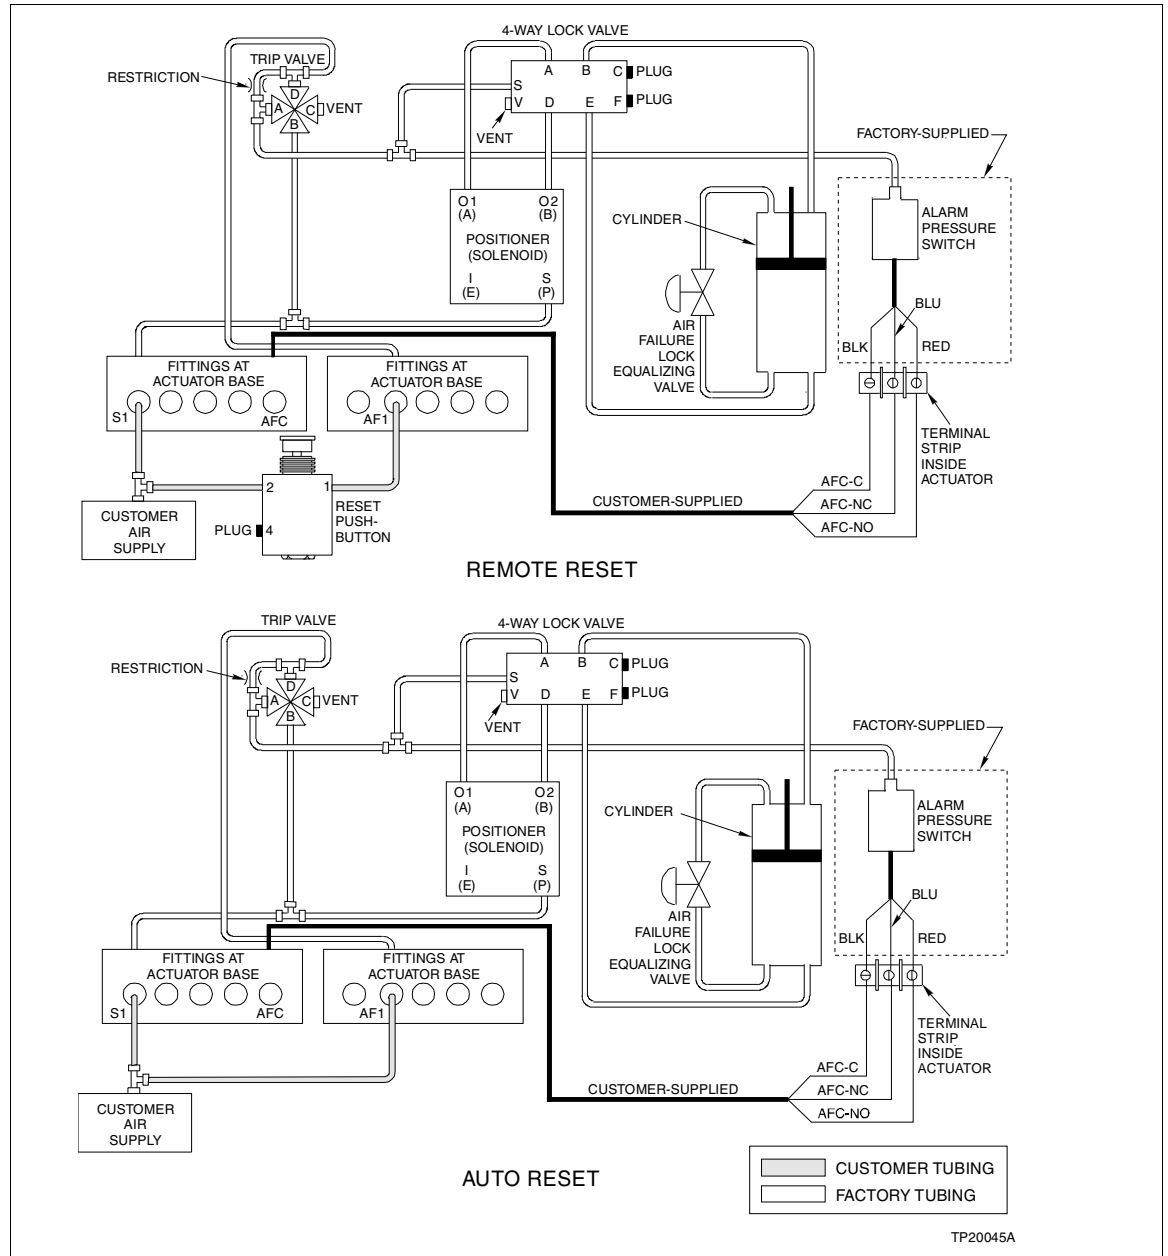 4-WAY LOCK VALVE
TRIP VALVE
RESTRICTION
D
A
C
VENT
B
A
B
C
PLUG
S
V
D
E
F
PLUG
VENT
FACTORY-SUPPLIED
O1
(A)
O2
(B)
POSITIONER
(SOLENOID)
I
(E)
S
(P)
CYLINDER
ALARM
PRESSURE
SWITCH
AIR
FAILURE
LOCK
EQUALIZING
VALVE
BLU
BLK
RED
FITTINGS AT
ACTUATOR BASE
S1
AFC
FITTINGS AT
ACTUATOR BASE
AF1
TERMINAL
STRIP
INSIDE
ACTUATOR
2
1
PLUG
4
RESET
PUSH-
BUTTON
CUSTOMER
AIR
SUPPLY
CUSTOMER-SUPPLIED
AFC-C
AFC-NC
AFC-NO
REMOTE RESET
TRIP VALVE
4-WAY LOCK VALVE
RESTRICTION
D
A
C
VENT
B
A
B
C
PLUG
S
V
D
E
F
PLUG
VENT
FACTORY-SUPPLIED
O1
(A)
O2
(B)
POSITIONER
(SOLENOID)
I
(E)
S
(P)
CYLINDER
ALARM
PRESSURE
SWITCH
AIR
FAILURE
LOCK
EQUALIZING
VALVE
BLU
BLK
RED
FITTINGS AT
ACTUATOR BASE
S1
AFC
FITTINGS AT
ACTUATOR BASE
AF1
TERMINAL
STRIP
INSIDE
ACTUATOR
CUSTOMER
AIR
SUPPLY
CUSTOMER-SUPPLIED
AFC-C
AFC-NC
AFC-NO
AUTO RESET
CUSTOMER TUBING
FACTORY TUBING
TP20045A